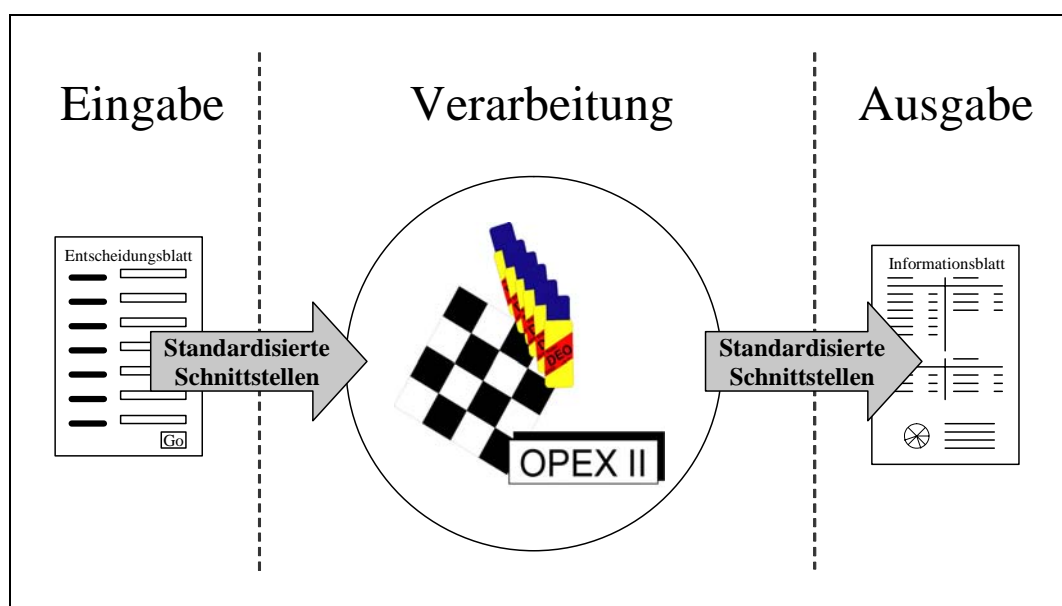 Eingabe
Verarbeitung
Ausgabe
Entscheidungsblatt
Go
Standardisierte
Schnittstellen
DEO
OPEX II
Standardisierte
Schnittstellen
Informationsblatt